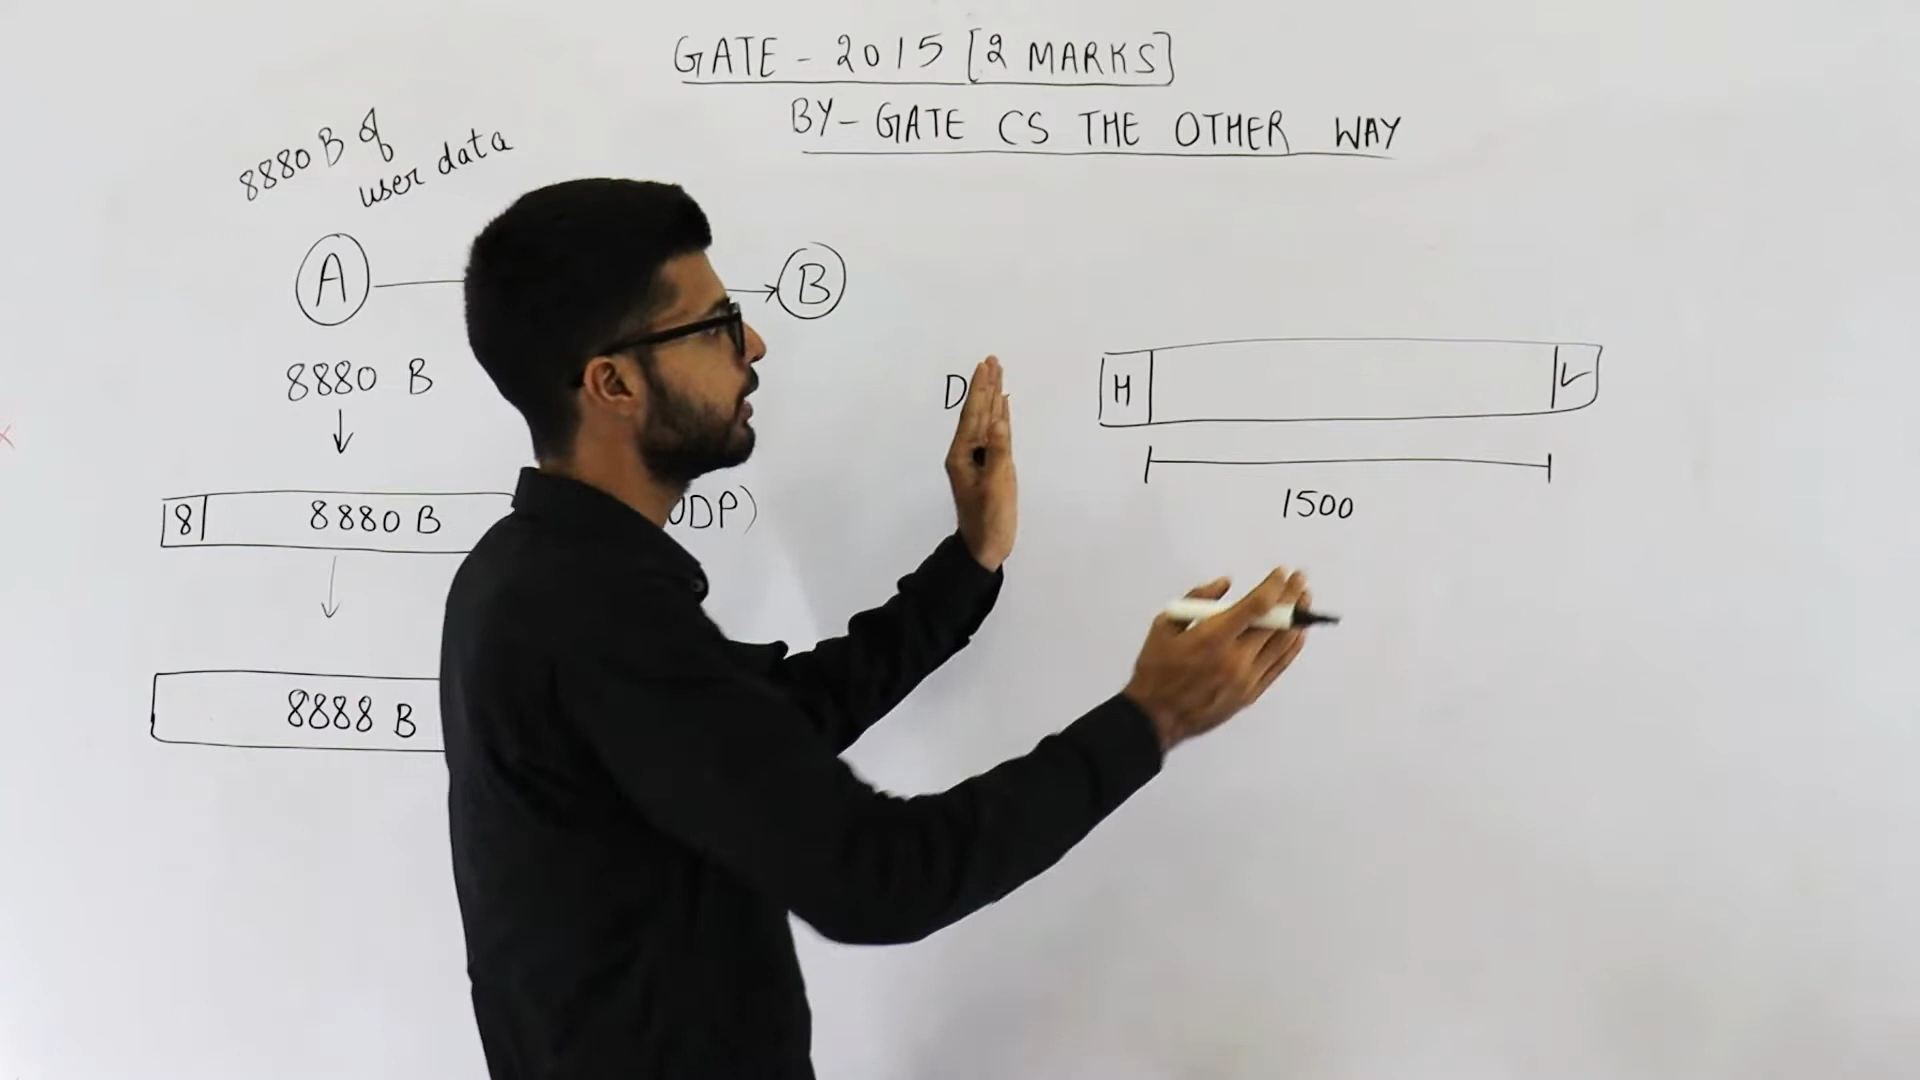 GATE - 2015 [2 MARKS]
BY - GATE CS THE OTHER WAY
8880 B of
user data
A
B
8880 B
H
8 8880 B
UDP)
1500
8888 B